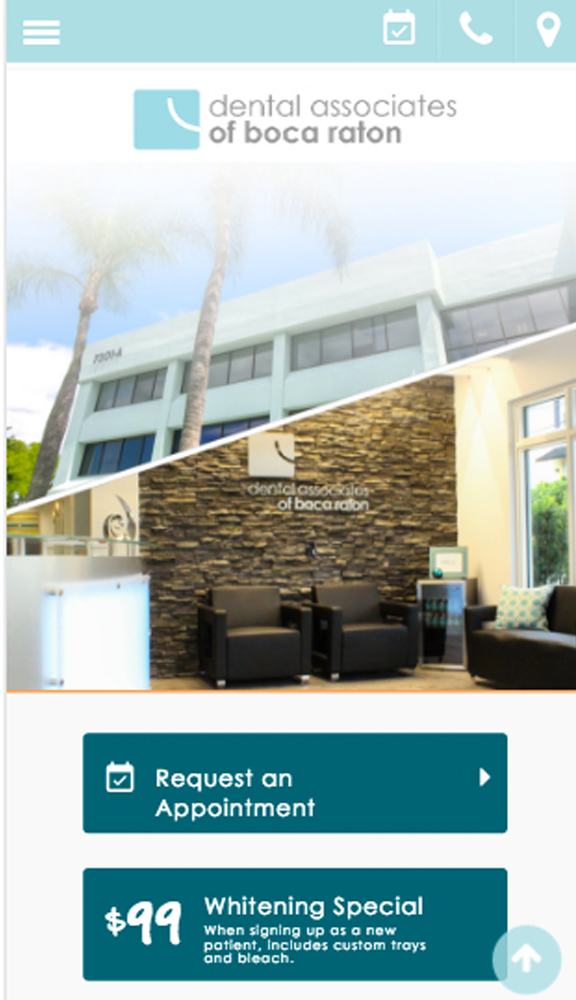 dental associates
of boca raton
7301-A
dental associates
of boca raton
Request an
Appointment
$99
Whitening Special
When signing up as a new
patient, includes custom trays
and bleach.